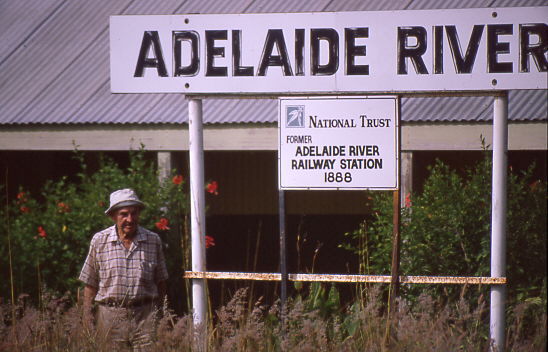 ADELAIDE RIVER
NATIONAL TRUST
FORMER
ADELAIDE RIVER
RAILWAY STATION
1888